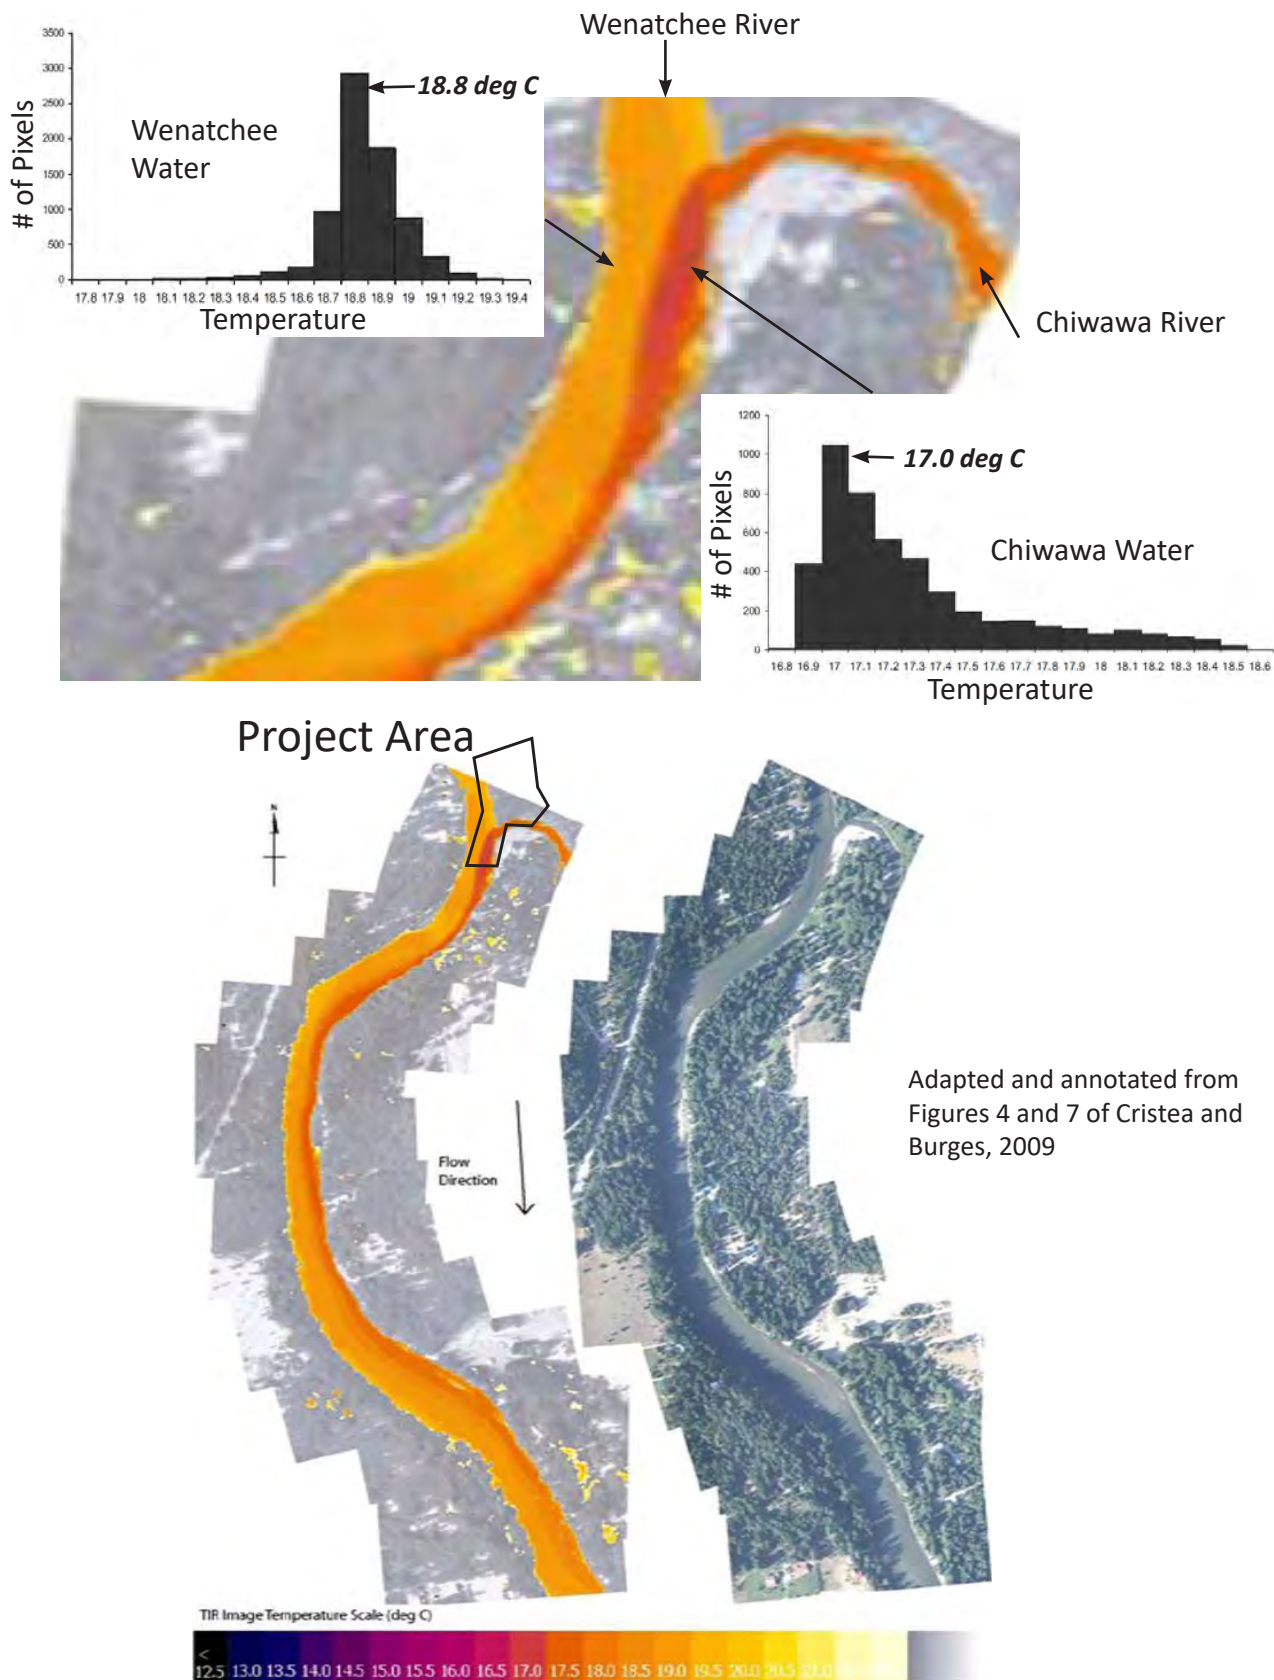 Wenatchee River
3500
3000
2500
2000
1500
1000
500
0
# of Pixels
18.8 deg C
Wenatchee
Water
17.8 17.9 18 18.1 18.2 18.3 18.4 18.5 18.6 18.7 18.8 18.9 19 19.1 19.2 19.3 19.4
Temperature
Chiwawa River
1200
1000
800
600
400
200
0
# of Pixels
17.0 deg C
Chiwawa Water
16.8 16.9 17 17.1 17.2 17.3 17.4 17.5 17.6 17.7 17.8 17.9 18 18.1 18.2 18.3 18.4 18.5 18.6
Temperature
Project Area
N
Flow
Direction
Adapted and annotated from
Figures 4 and 7 of Cristea and
Burges, 2009
TIR Image Temperature Scale (deg C)
<
12.5 13.0 13.5 14.0 14.5 15.0 15.5 16.0 16.5 17.0 17.5 18.0 18.5 19.0 19.5 20.0 20.5 21.0